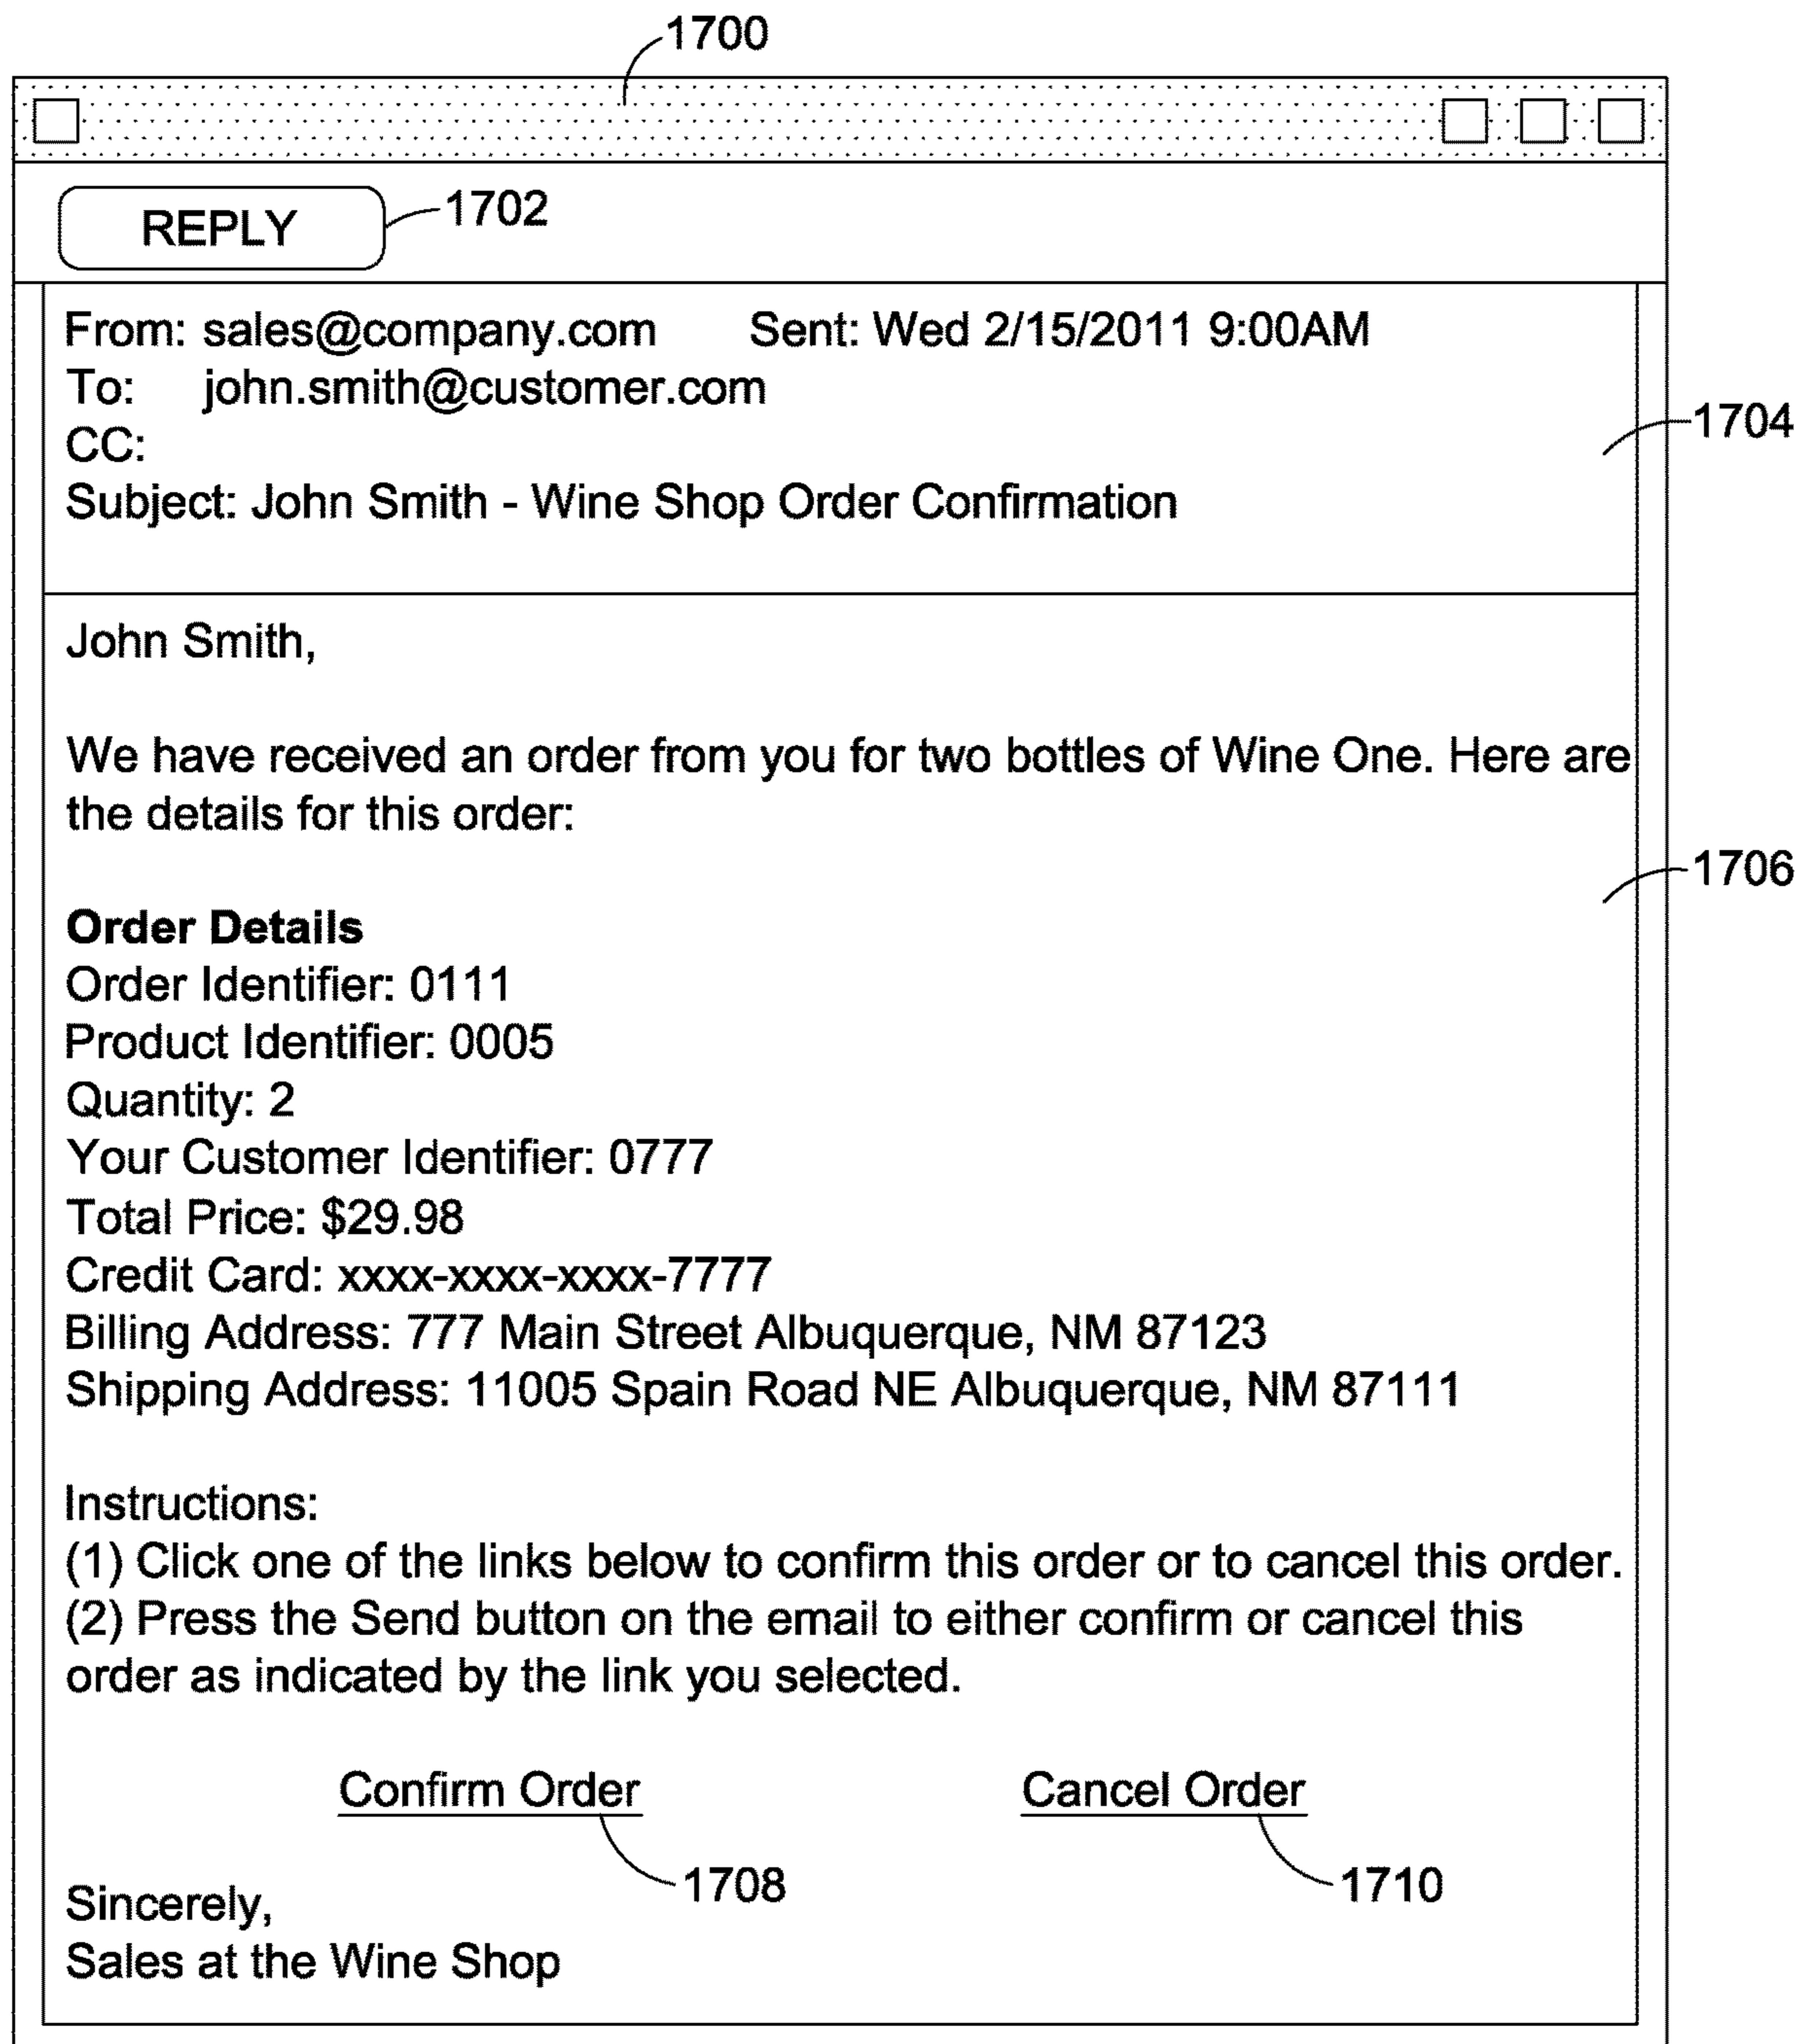 1700
REPLY
1702
From: sales@company.com Sent: Wed 2/15/2011 9:00AM
To: john.smith@customer.com
CC:
1704
Subject: John Smith - Wine Shop Order Confirmation
John Smith,
We have received an order from you for two bottles of Wine One. Here are
the details for this order:
1706
Order Details
Order Identifier: 0111
Product Identifier: 0005
Quantity: 2
Your Customer Identifier: 0777
Total Price: $29.98
Credit Card: xxxx-xxxx-xxxx-7777
Billing Address: 777 Main Street Albuquerque, NM 87123
Shipping Address: 11005 Spain Road NE Albuquerque, NM 87111
Instructions:
(1) Click one of the links below to confirm this order or to cancel this order.
(2) Press the Send button on the email to either confirm or cancel this
order as indicated by the link you selected.
Confirm Order Cancel Order
1708 1710
Sincerely,
Sales at the Wine Shop